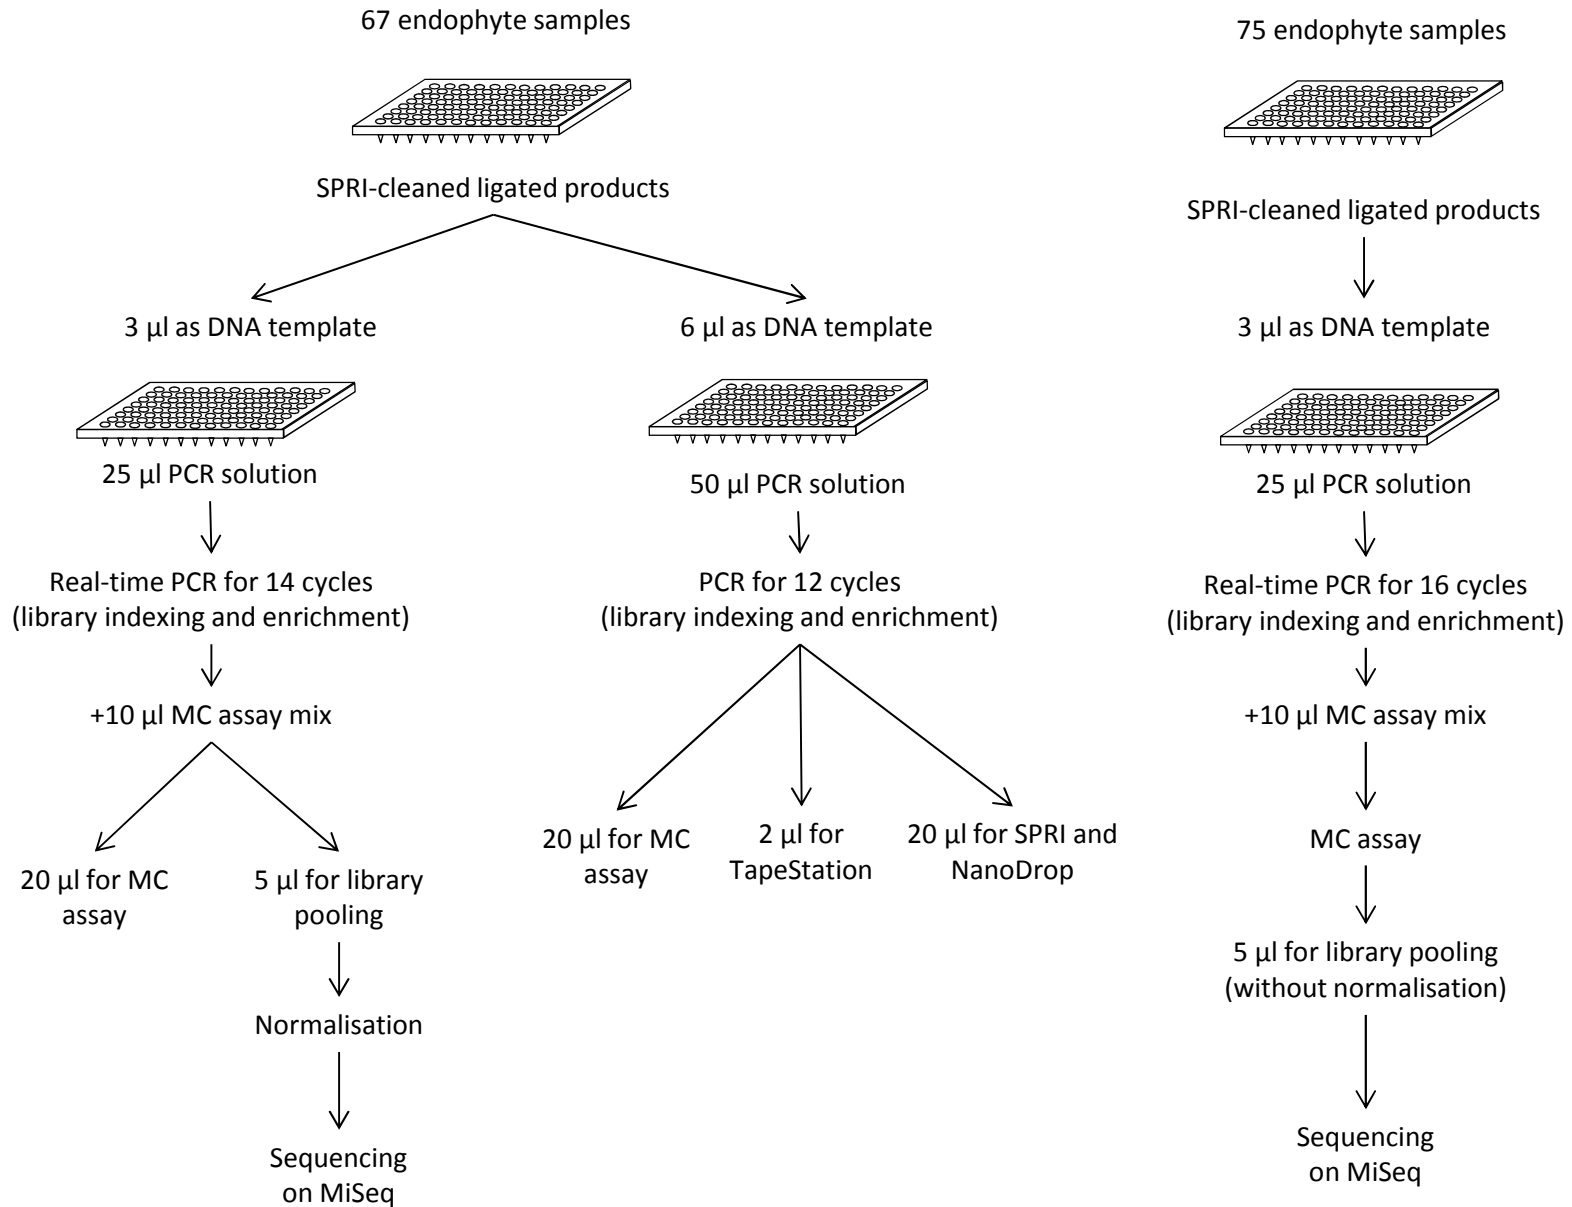 67 endophyte samples
SPRI-cleaned ligated products
3 µl as DNA template
25 µl PCR solution
Real-time PCR for 14 cycles
(library indexing and enrichment)
+10 µl MC assay mix
20 µl for MC
assay
5 µl for library
pooling
Normalisation
Sequencing
on MiSeq
6 µl as DNA template
50 µl PCR solution
PCR for 12 cycles
(library indexing and enrichment)
20 µl for MC
assay
2 µl for
TapeStation
20 µl for SPRI and
NanoDrop
75 endophyte samples
SPRI-cleaned ligated products
3 µl as DNA template
25 µl PCR solution
Real-time PCR for 16 cycles
(library indexing and enrichment)
+10 µl MC assay mix
MC assay
5 µl for library pooling
(without normalisation)
Sequencing
on MiSeq